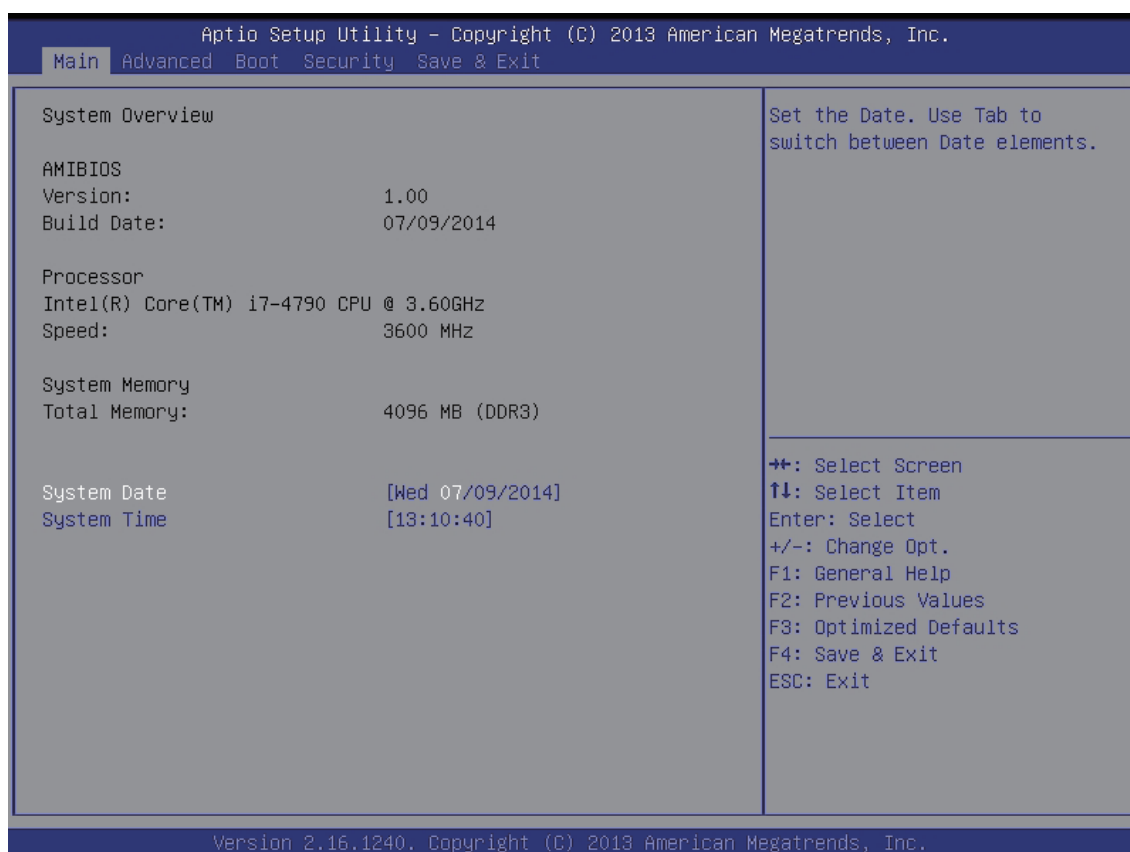 Aptio Setup Utility – Copyright (C) 2013 American Megatrends, Inc.
Main Advanced Boot Security Save & Exit
System Overview
AMIBIOS
Version: 1.00
Build Date: 07/09/2014
Processor
Intel(R) Core(TM) i7-4790 CPU @ 3.60GHz
Speed: 3600 MHz
System Memory
Total Memory: 4096 MB (DDR3)
System Date [Wed 07/09/2014]
System Time [13:10:40]
Set the Date. Use Tab to
switch between Date elements.
→←: Select Screen
↑↓: Select Item
Enter: Select
+/-: Change Opt.
F1: General Help
F2: Previous Values
F3: Optimized Defaults
F4: Save & Exit
ESC: Exit
Version 2.16.1240. Copyright (C) 2013 American Megatrends, Inc.